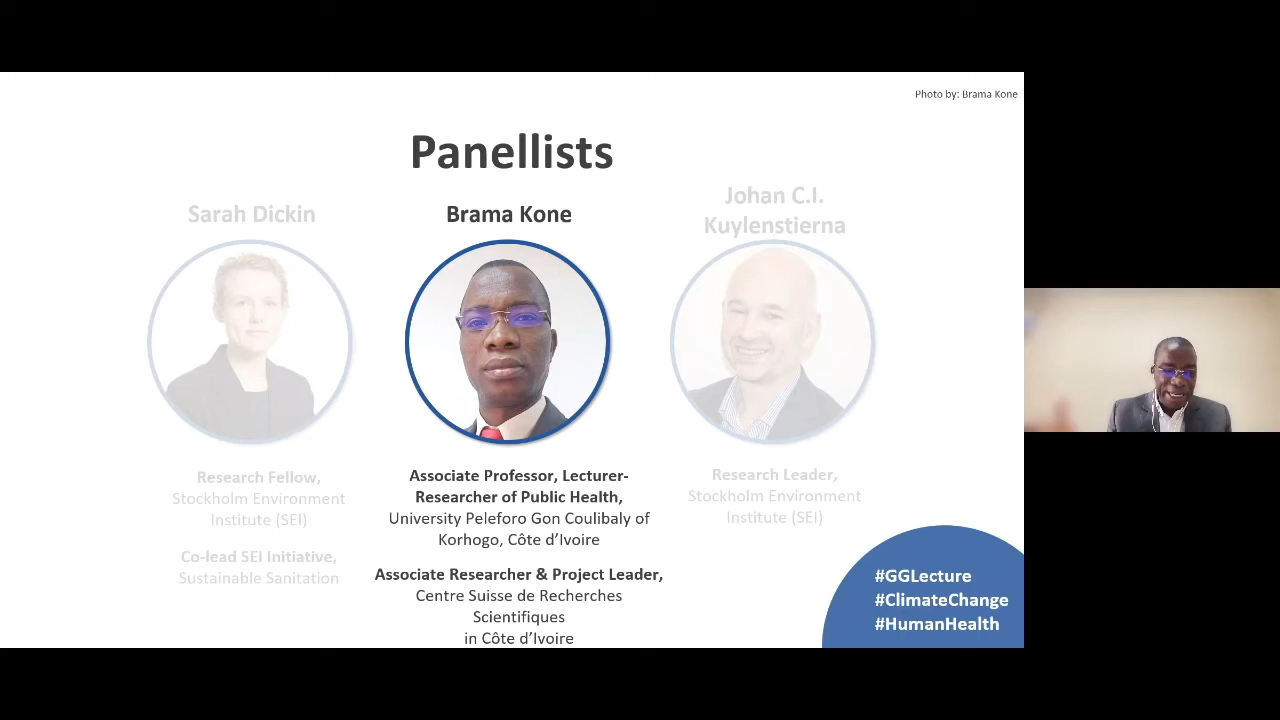 Photo by: Brama Kone
Panellists
Sarah Dickin
Research Fellow,
Stockholm Environment
Institute (SEI)
Co-lead SEI Initiative,
Sustainable Sanitation
Brama Kone
Associate Professor, Lecturer-
Researcher of Public Health,
University Peleforo Gon Coulibaly of
Korhogo, Côte d’Ivoire
Associate Researcher & Project Leader,
Centre Suisse de Recherches
Scientifiques
in Côte d’Ivoire
Johan C.I.
Kuylenstierna
Research Leader,
Stockholm Environment
Institute (SEI)
#GGLecture
#ClimateChange
#HumanHealth